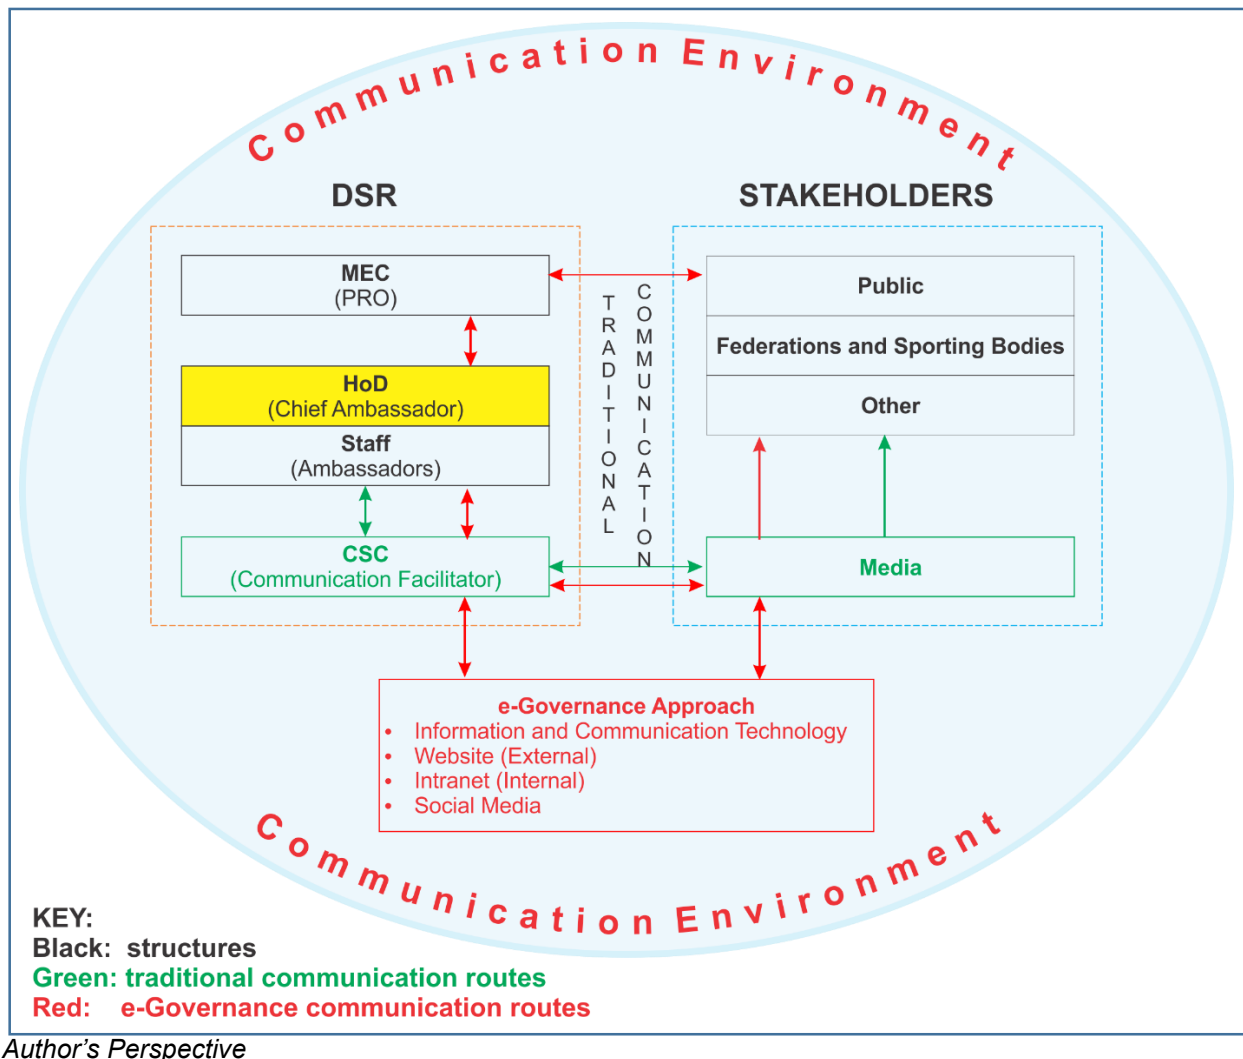 Communication Environment
DSR
STAKEHOLDERS
MEC
(PRO)
HoD
(Chief Ambassador)
Staff
(Ambassadors)
CSC
(Communication Facilitator)
TRADITIONAL
COMMUNICATION
Public
Federations and Sporting Bodies
Other
Media
e-Governance Approach
• Information and Communication Technology
• Website (External)
• Intranet (Internal)
• Social Media
Communication Environment
KEY:
Black: structures
Green: traditional communication routes
Red: e-Governance communication routes
Author's Perspective